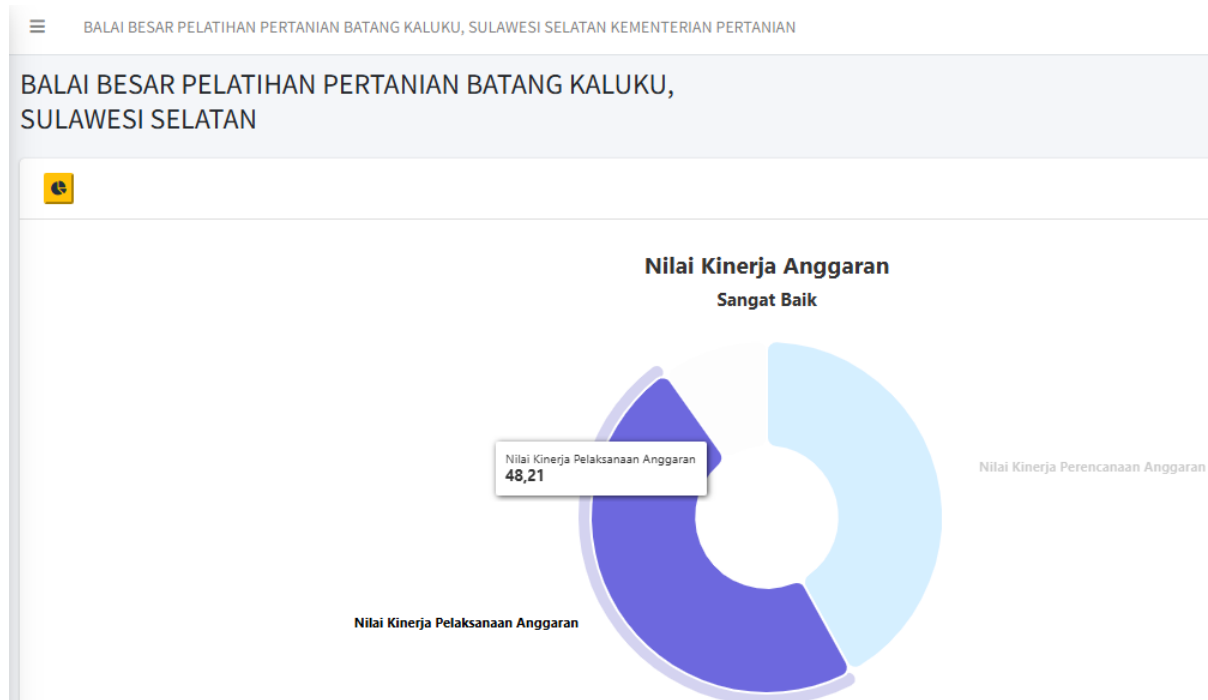 BALAI BESAR PELATIHAN PERTANIAN BATANG KALUKU, SULAWESI SELATAN KEMENTERIAN PERTANIAN
BALAI BESAR PELATIHAN PERTANIAN BATANG KALUKU,
SULAWESI SELATAN
Nilai Kinerja Anggaran
Sangat Baik
Nilai Kinerja Pelaksanaan Anggaran
48,21
Nilai Kinerja Perencanaan Anggaran
Nilai Kinerja Pelaksanaan Anggaran